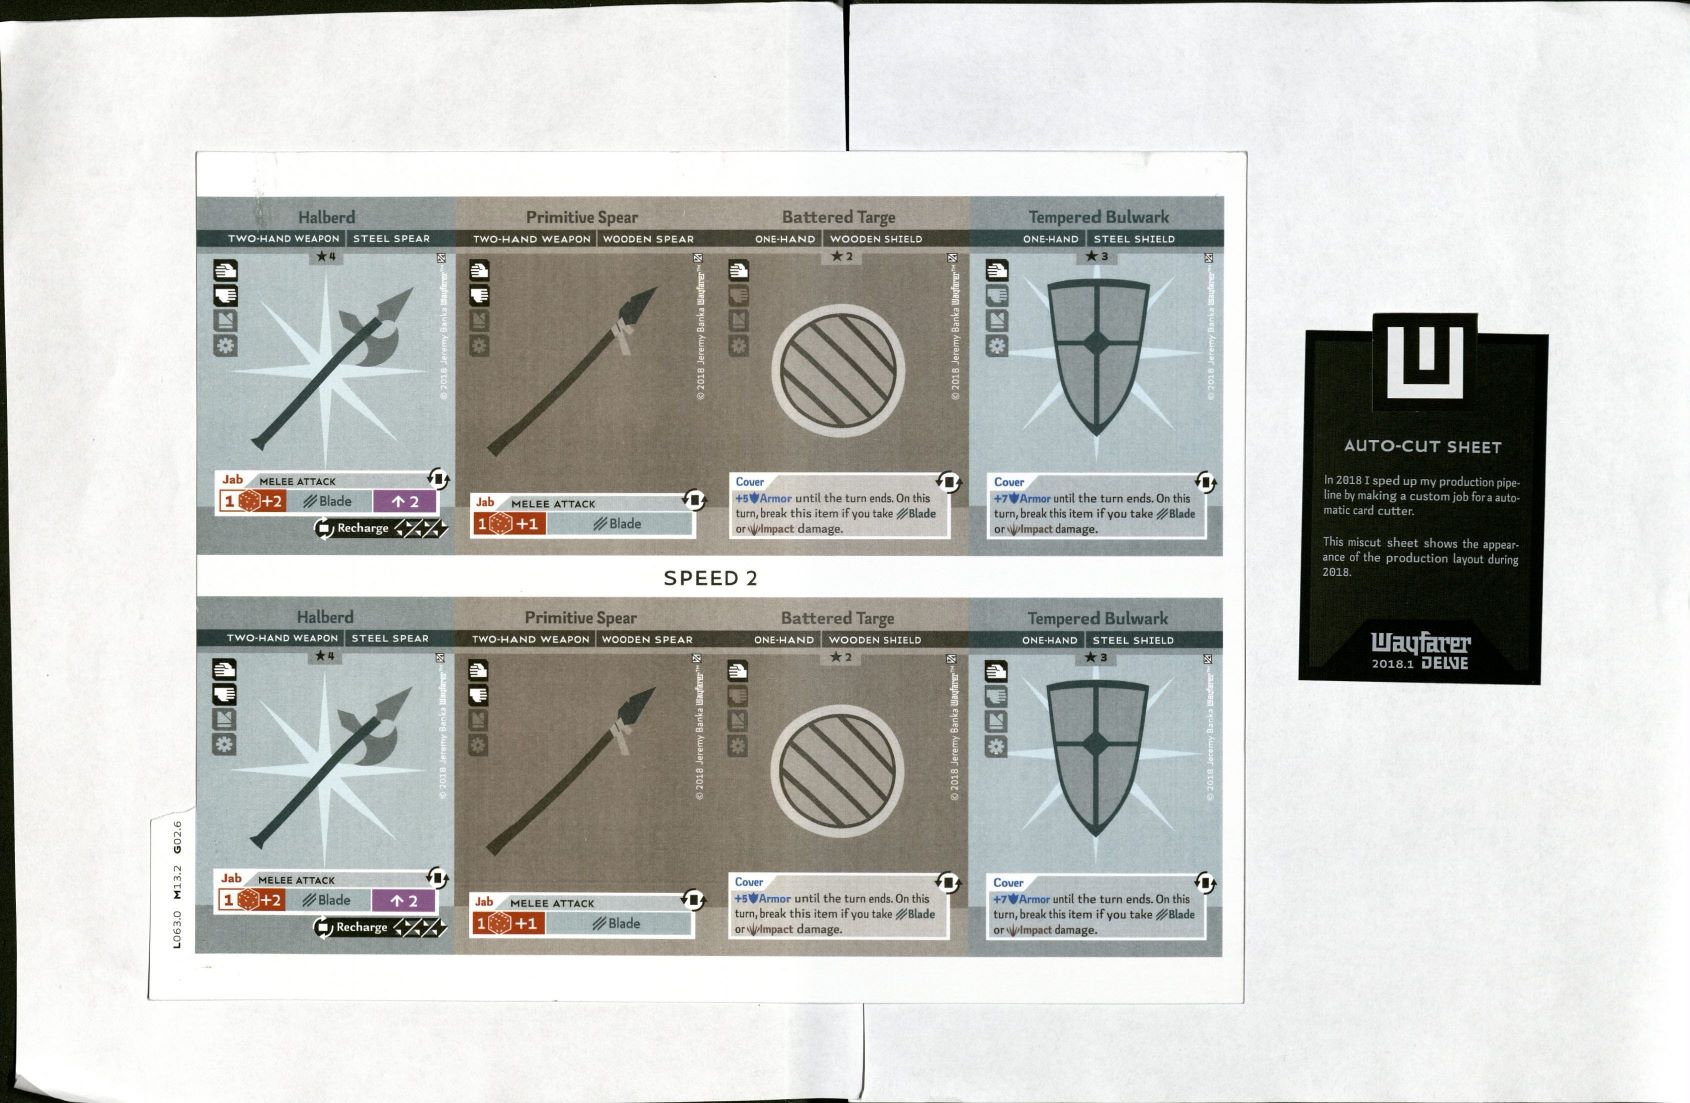 Halberd
TWO-HAND WEAPON | STEEL SPEAR
★4
© 2018 Jeremy Banka Wayfarer™
Jab MELEE ATTACK
1 +2 Blade ↑ 2
Recharge
Primitive Spear
TWO-HAND WEAPON | WOODEN SPEAR
© 2018 Jeremy Banka Wayfarer™
Jab MELEE ATTACK
1 +1 Blade
Battered Targe
ONE-HAND | WOODEN SHIELD
★2
© 2018 Jeremy Banka Wayfarer™
Cover
+5 Armor until the turn ends. On this
turn, break this item if you take Blade
or Impact damage.
Tempered Bulwark
ONE-HAND | STEEL SHIELD
★3
© 2018 Jeremy Banka Wayfarer™
Cover
+7 Armor until the turn ends. On this
turn, break this item if you take Blade
or Impact damage.
SPEED 2
Halberd
TWO-HAND WEAPON | STEEL SPEAR
★4
© 2018 Jeremy Banka Wayfarer™
Jab MELEE ATTACK
1 +2 Blade ↑ 2
Recharge
Primitive Spear
TWO-HAND WEAPON | WOODEN SPEAR
© 2018 Jeremy Banka Wayfarer™
Jab MELEE ATTACK
1 +1 Blade
Battered Targe
ONE-HAND | WOODEN SHIELD
★2
© 2018 Jeremy Banka Wayfarer™
Cover
+5 Armor until the turn ends. On this
turn, break this item if you take Blade
or Impact damage.
Tempered Bulwark
ONE-HAND | STEEL SHIELD
★3
© 2018 Jeremy Banka Wayfarer™
Cover
+7 Armor until the turn ends. On this
turn, break this item if you take Blade
or Impact damage.
L063.0 M13.2 G02.6
AUTO-CUT SHEET
In 2018 I sped up my production pipe-
line by making a custom job for a auto-
matic card cutter.
This miscut sheet shows the appear-
ance of the production layout during
2018.
Wayfarer
2018.1 DELVE